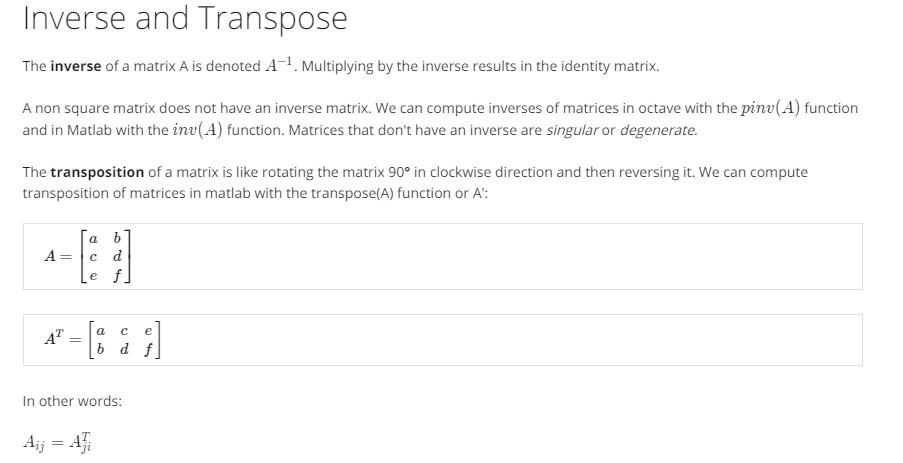 Inverse and Transpose
The inverse of a matrix A is denoted A⁻¹. Multiplying by the inverse results in the identity matrix.
A non square matrix does not have an inverse matrix. We can compute inverses of matrices in octave with the pinv(A) function
and in Matlab with the inv(A) function. Matrices that don't have an inverse are singular or degenerate.
The transposition of a matrix is like rotating the matrix 90° in clockwise direction and then reversing it. We can compute
transposition of matrices in matlab with the transpose(A) function or A':
a b
A = c d
e f
a c e
Aᵀ =
b d f
In other words:
A_{ij} = A^T_{ji}